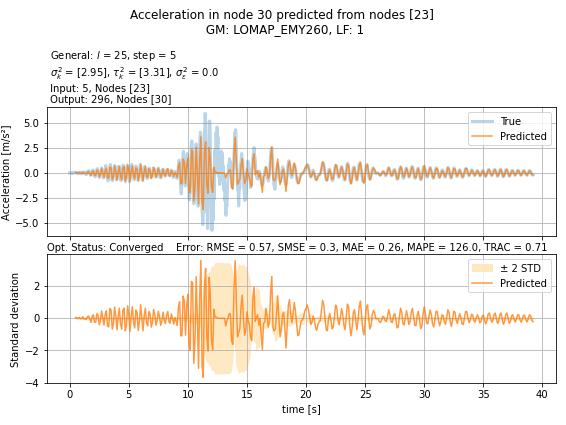 Acceleration in node 30 predicted from nodes [23]
GM: LOMAP_EMY260, LF: 1
General: l = 25, step = 5
σ²ₖ = [2.95], τ²ₖ = [3.31], σ²ε = 0.0
Input: 5, Nodes [23]
Output: 296, Nodes [30]
Acceleration [m/s²]
5.0
2.5
0.0
−2.5
−5.0
True
Predicted
Opt. Status: Converged    Error: RMSE = 0.57, SMSE = 0.3, MAE = 0.26, MAPE = 126.0, TRAC = 0.71
Standard deviation
2
0
−2
−4
± 2 STD
Predicted
0 5 10 15 20 25 30 35 40
time [s]